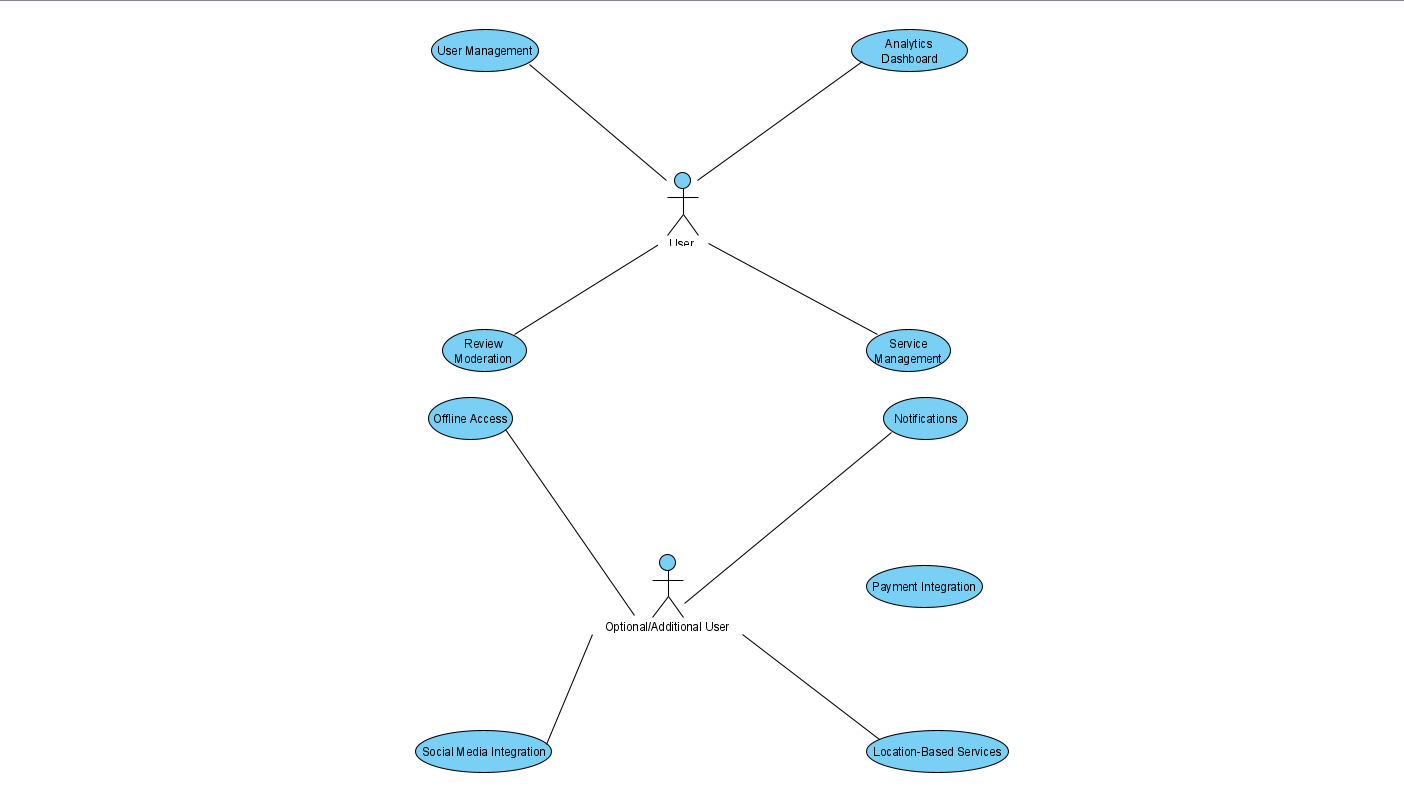 User Management
Analytics
Dashboard
User
Review
Moderation
Service
Management
Offline Access
Notifications
Payment Integration
Optional/Additional User
Social Media Integration
Location-Based Services